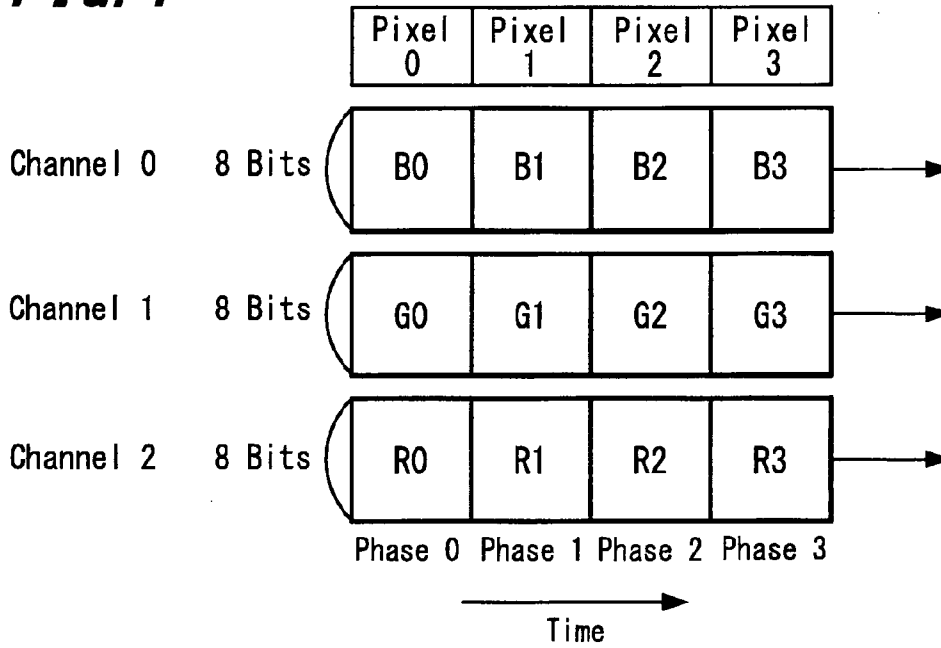 Pixel 0 Pixel 1 Pixel 2 Pixel 3
Channel 0 8 Bits B0 B1 B2 B3
Channel 1 8 Bits G0 G1 G2 G3
Channel 2 8 Bits R0 R1 R2 R3
Phase 0 Phase 1 Phase 2 Phase 3
Time